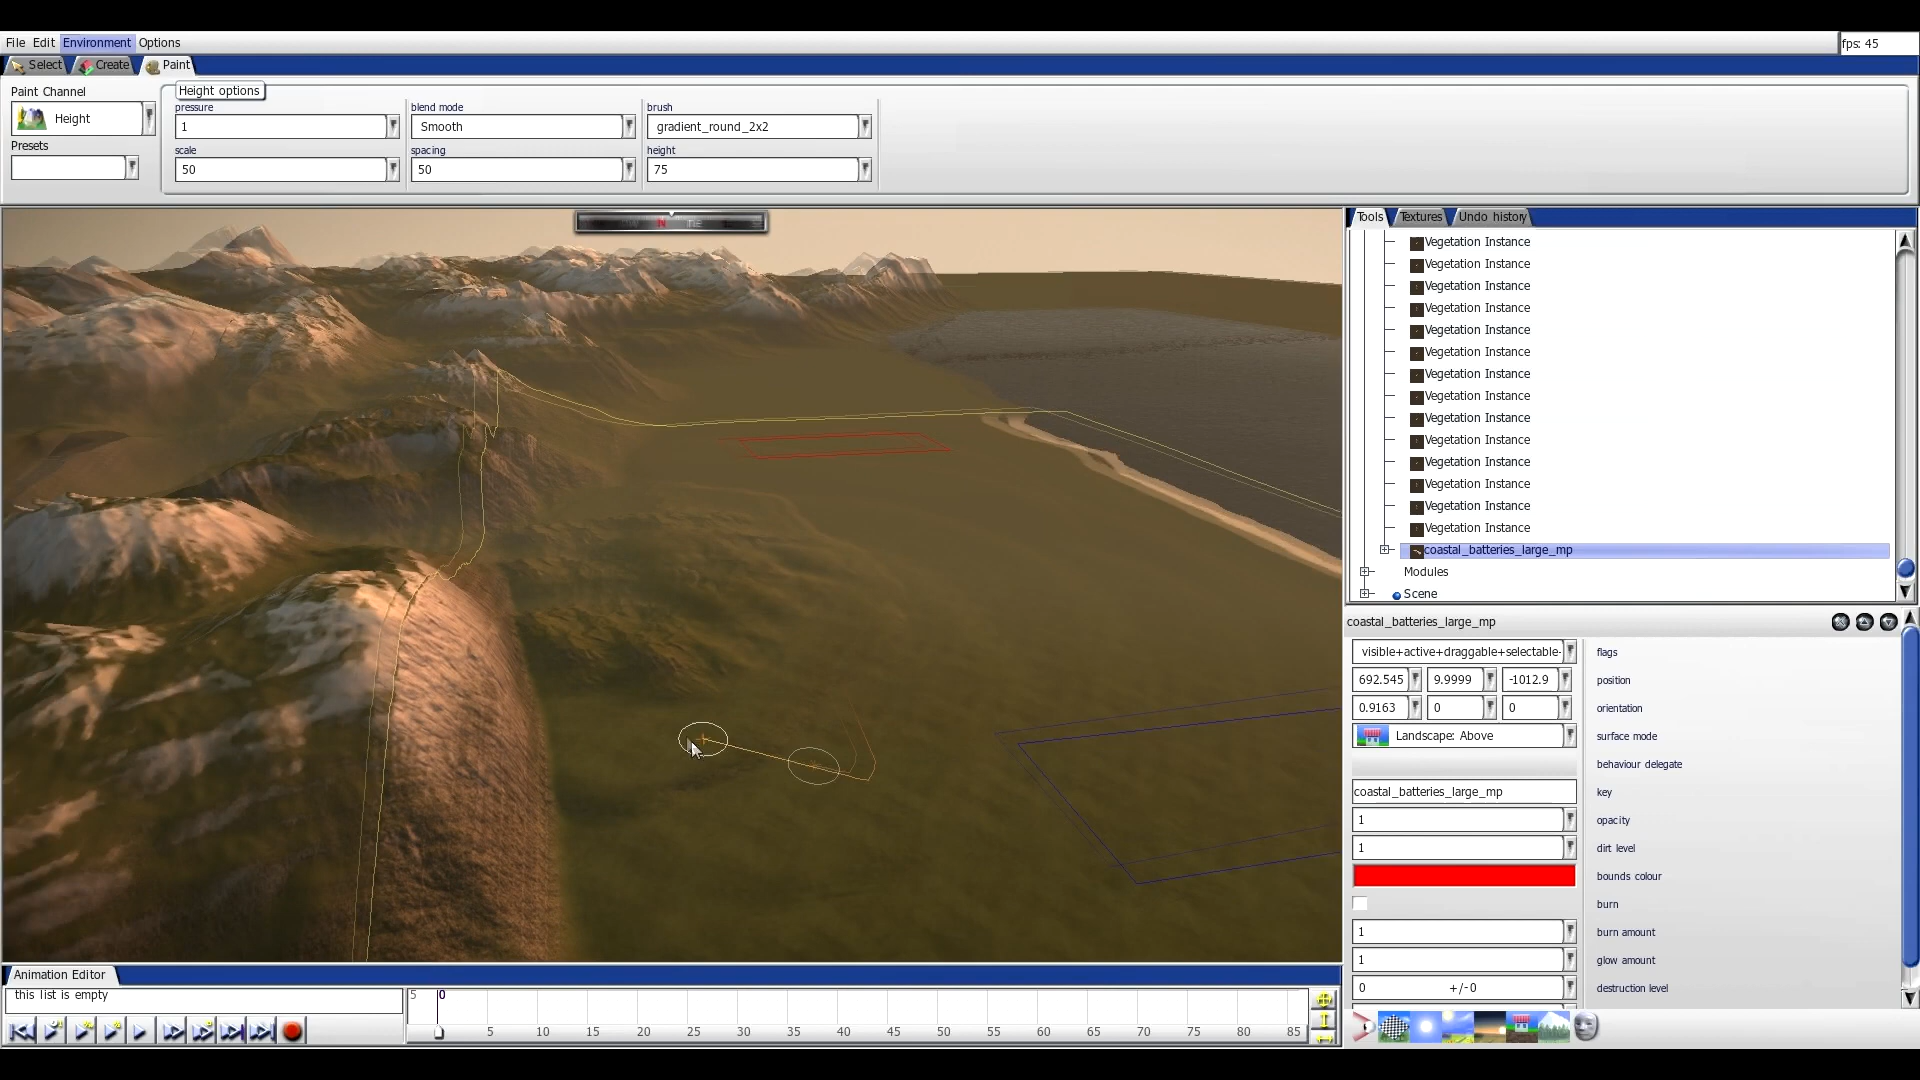 File Edit Environment Options
fps: 45
Select Create Paint
Paint Channel
Height
Presets
Height options
pressure
1
blend mode
Smooth
brush
gradient_round_2x2
scale
50
spacing
50
height
75
N
Tools Textures Undo history
Vegetation Instance
Vegetation Instance
Vegetation Instance
Vegetation Instance
Vegetation Instance
Vegetation Instance
Vegetation Instance
Vegetation Instance
Vegetation Instance
Vegetation Instance
Vegetation Instance
Vegetation Instance
Vegetation Instance
Vegetation Instance
coastal_batteries_large_mp
Modules
Scene
coastal_batteries_large_mp
visible+active+draggable+selectable- flags
692.545 9.9999 -1012.9 position
0.9163 0 0 orientation
Landscape: Above surface mode
behaviour delegate
coastal_batteries_large_mp key
1 opacity
1 dirt level
bounds colour
burn
1 burn amount
1 glow amount
0 +/-0 destruction level
Animation Editor
this list is empty
5 0
5 10 15 20 25 30 35 40 45 50 55 60 65 70 75 80 85